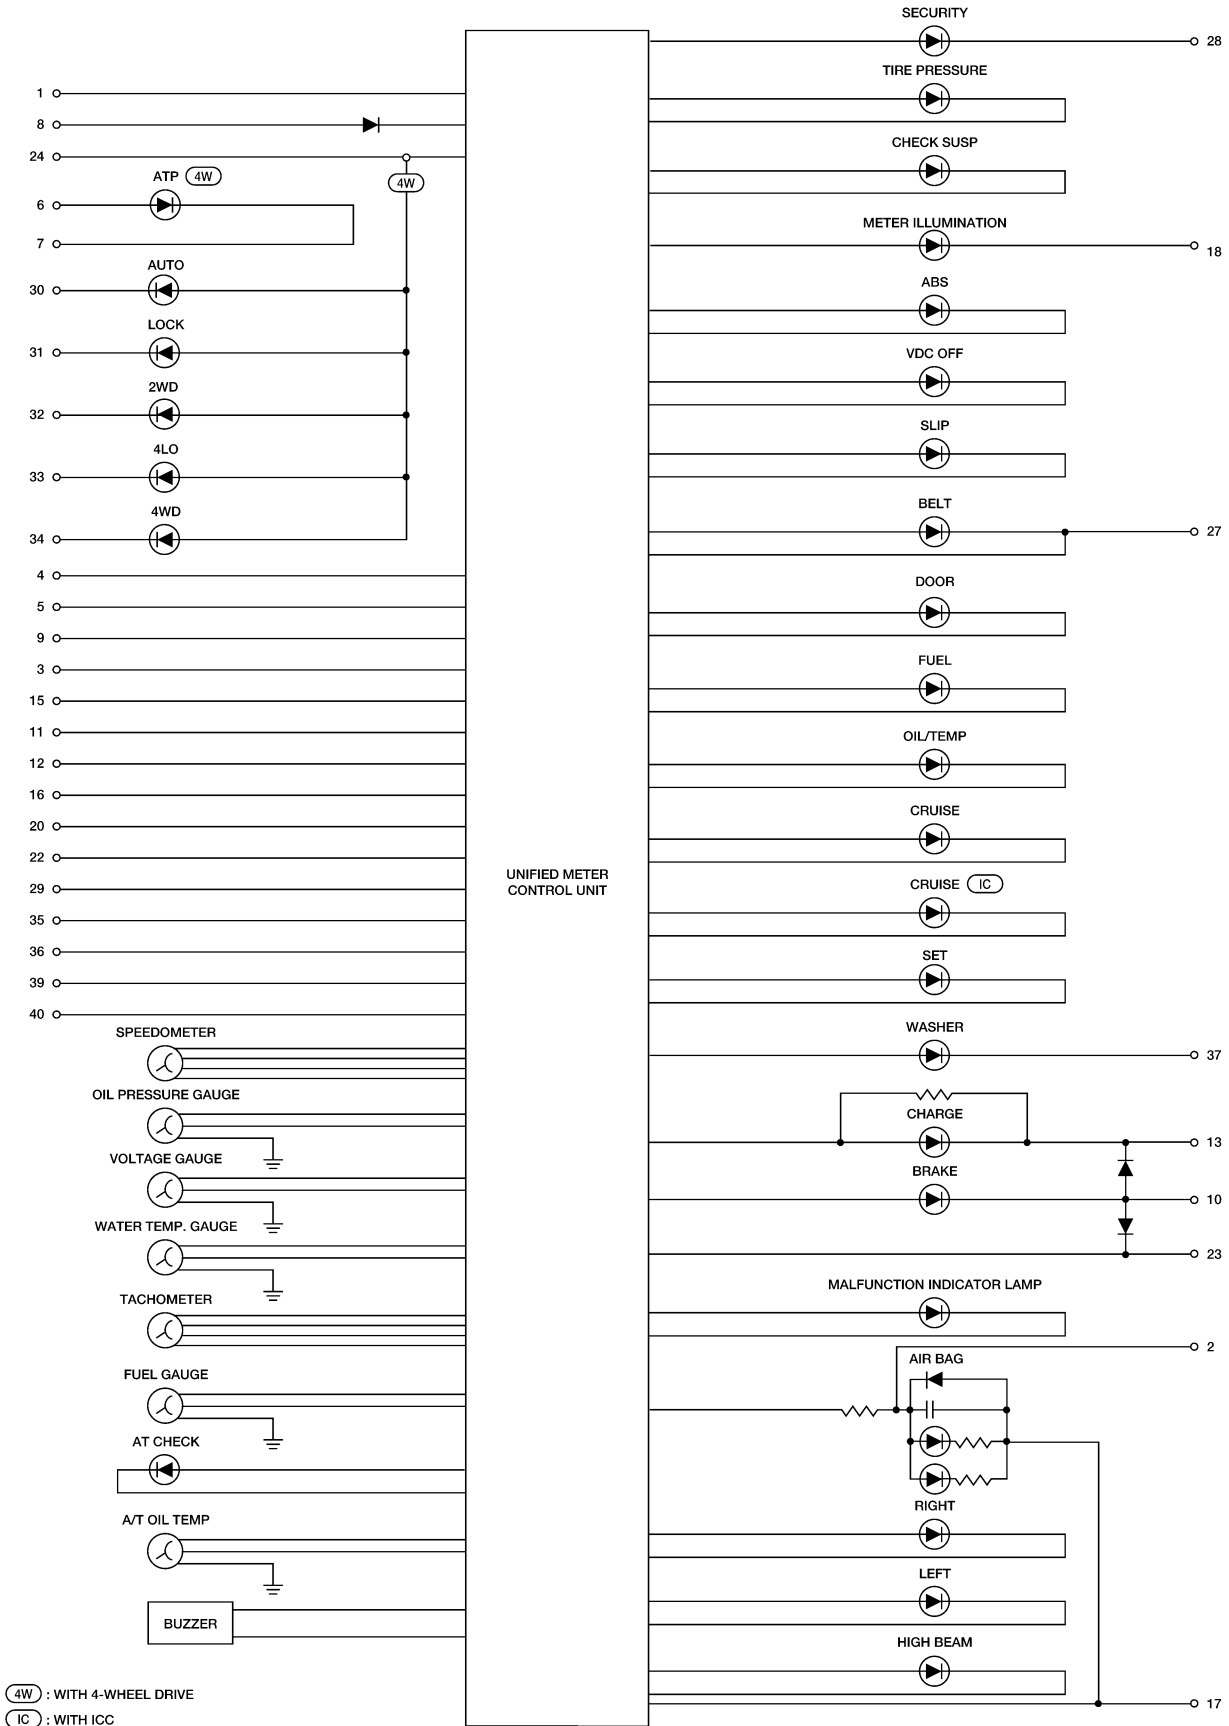 SECURITY
28
TIRE PRESSURE
1
8
CHECK SUSP
24
ATP 4W
4W
6
METER ILLUMINATION
7
18
AUTO
ABS
30
LOCK
31
VDC OFF
2WD
32
SLIP
4LO
33
BELT
4WD
27
34
4
DOOR
5
9
FUEL
3
15
11
OIL/TEMP
12
16
CRUISE
20
22
UNIFIED METER
CONTROL UNIT
CRUISE IC
29
35
SET
36
39
40
WASHER
SPEEDOMETER
37
OIL PRESSURE GAUGE
CHARGE
13
VOLTAGE GAUGE
BRAKE
10
WATER TEMP. GAUGE
23
MALFUNCTION INDICATOR LAMP
TACHOMETER
2
AIR BAG
FUEL GAUGE
AT CHECK
RIGHT
A/T OIL TEMP
LEFT
BUZZER
HIGH BEAM
4W : WITH 4-WHEEL DRIVE
17
IC : WITH ICC